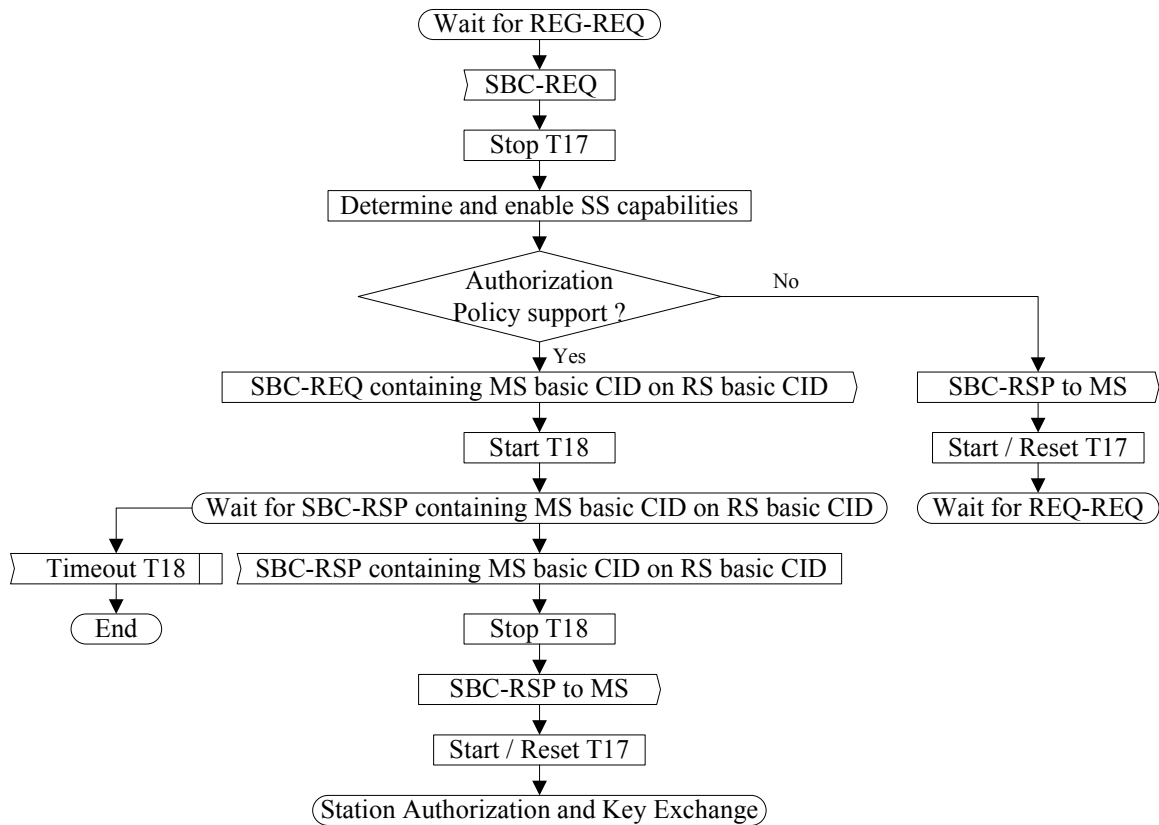 Wait for REG-REQ
SBC-REQ
Stop T17
Determine and enable SS capabilities
Authorization
Policy support ?
No
Yes
SBC-REQ containing MS basic CID on RS basic CID
SBC-RSP to MS
Start T18
Start / Reset T17
Wait for SBC-RSP containing MS basic CID on RS basic CID
Wait for REQ-REQ
Timeout T18
SBC-RSP containing MS basic CID on RS basic CID
End
Stop T18
SBC-RSP to MS
Start / Reset T17
Station Authorization and Key Exchange